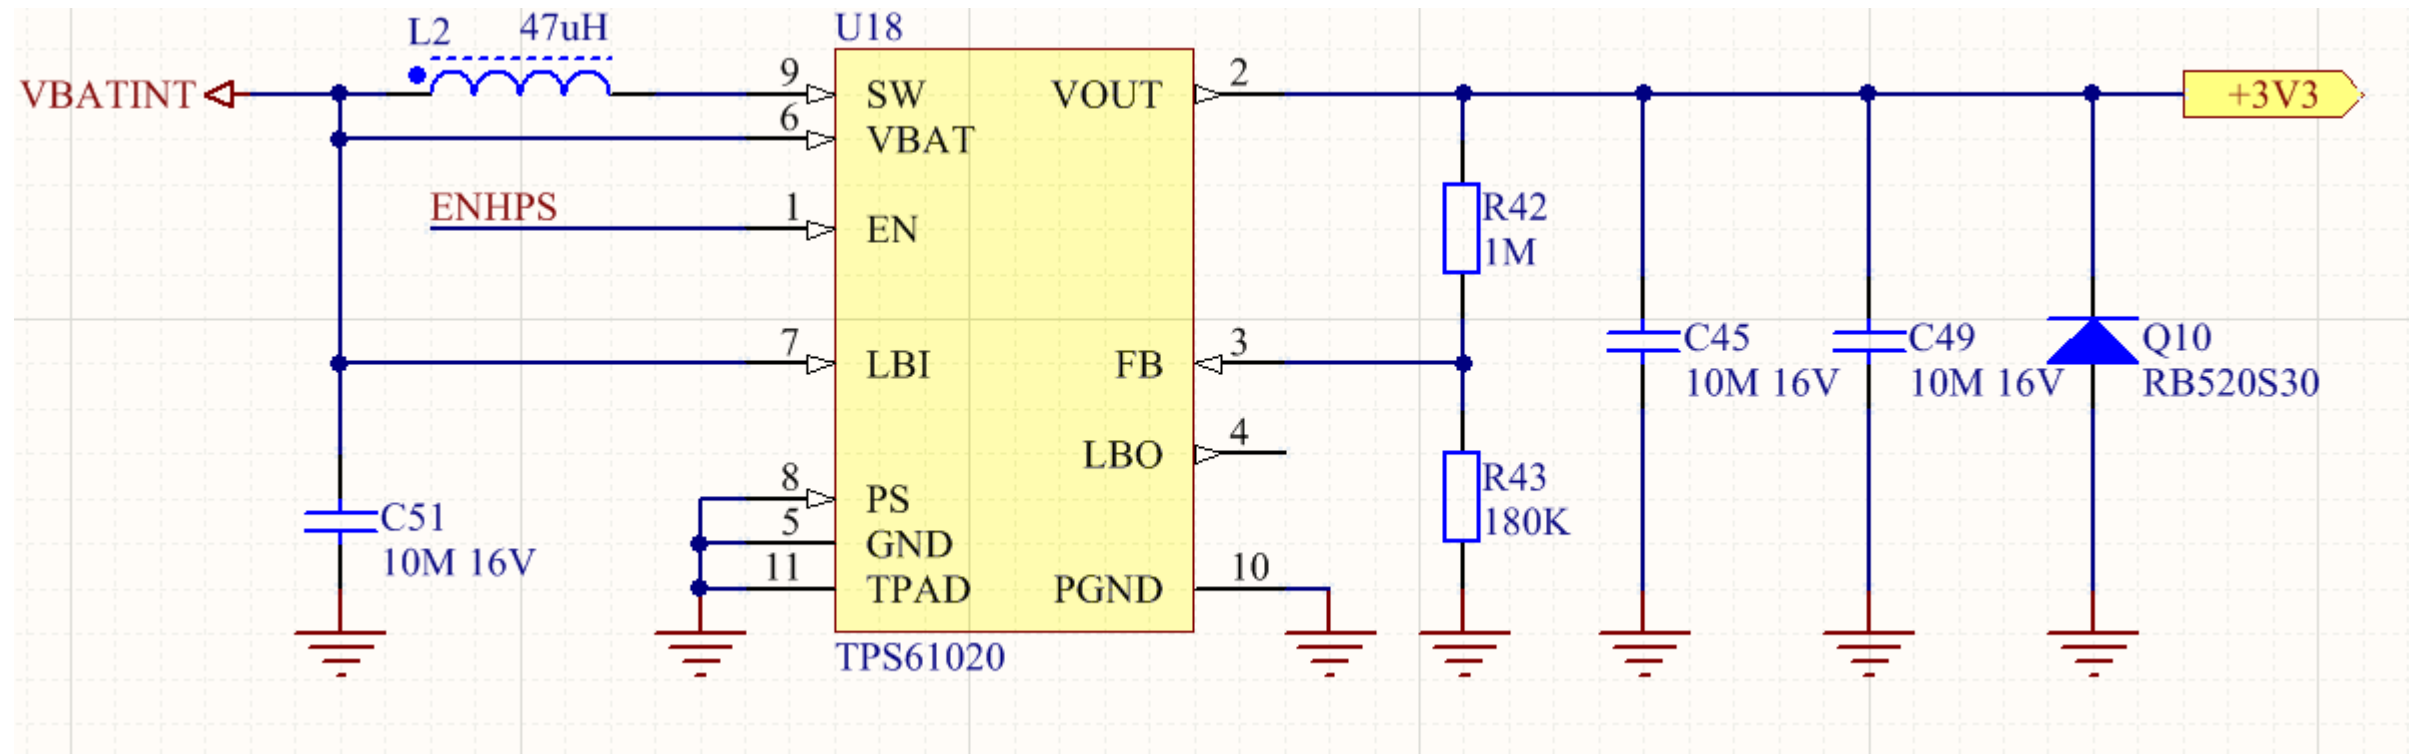 L2 47uH
U18
VBATINT
9 SW
VOUT 2
+3V3
6 VBAT
ENHPS
1 EN
R42
1M
7 LBI
FB 3
C45
10M 16V
C49
10M 16V
Q10
RB520S30
LBO 4
8 PS
R43
180K
C51
10M 16V
5 GND
11 TPAD
PGND 10
TPS61020